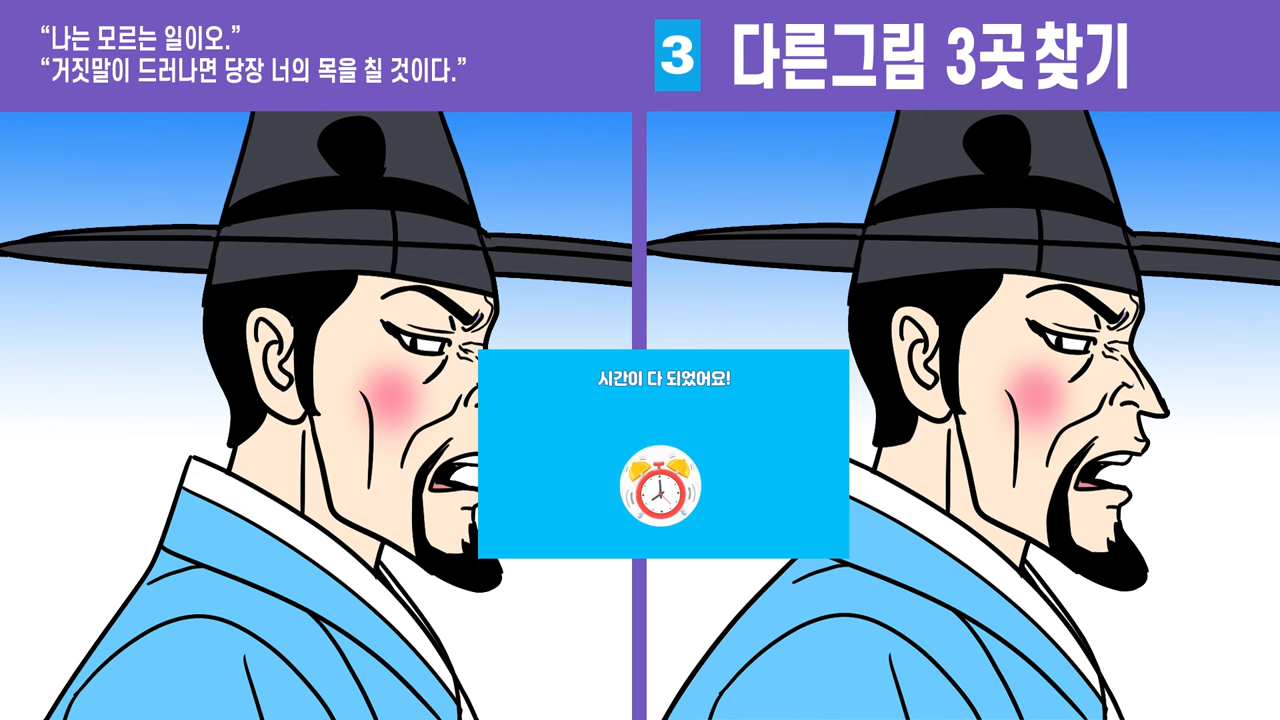 “나는 모르는 일이오.”
“거짓말이 드러나면 당장 너의 목을 칠 것이다.”
3 다른그림 3곳 찾기
시간이 다 되었어요!